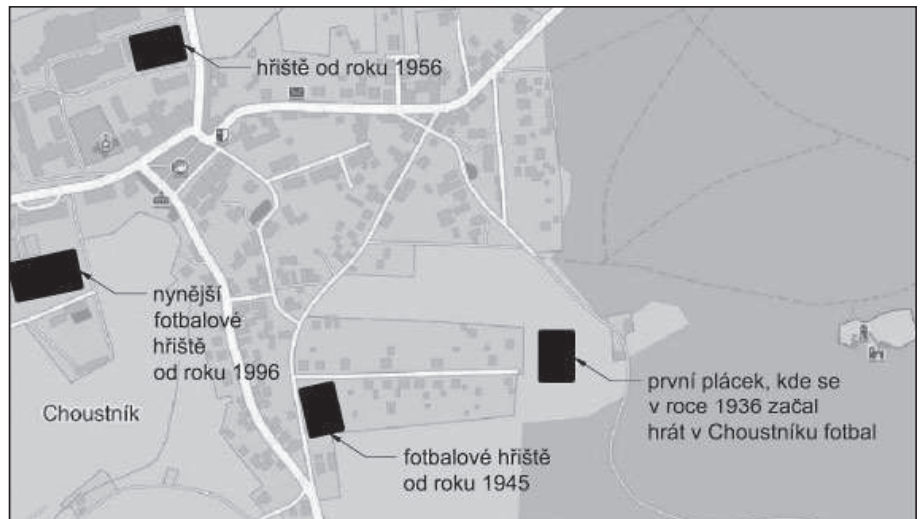 hřiště od roku 1956
nynější
fotbalové
hřiště
od roku 1996
Choustník
první plácek, kde se
v roce 1936 začal
hrát v Choustníku fotbal
fotbalové hřiště
od roku 1945